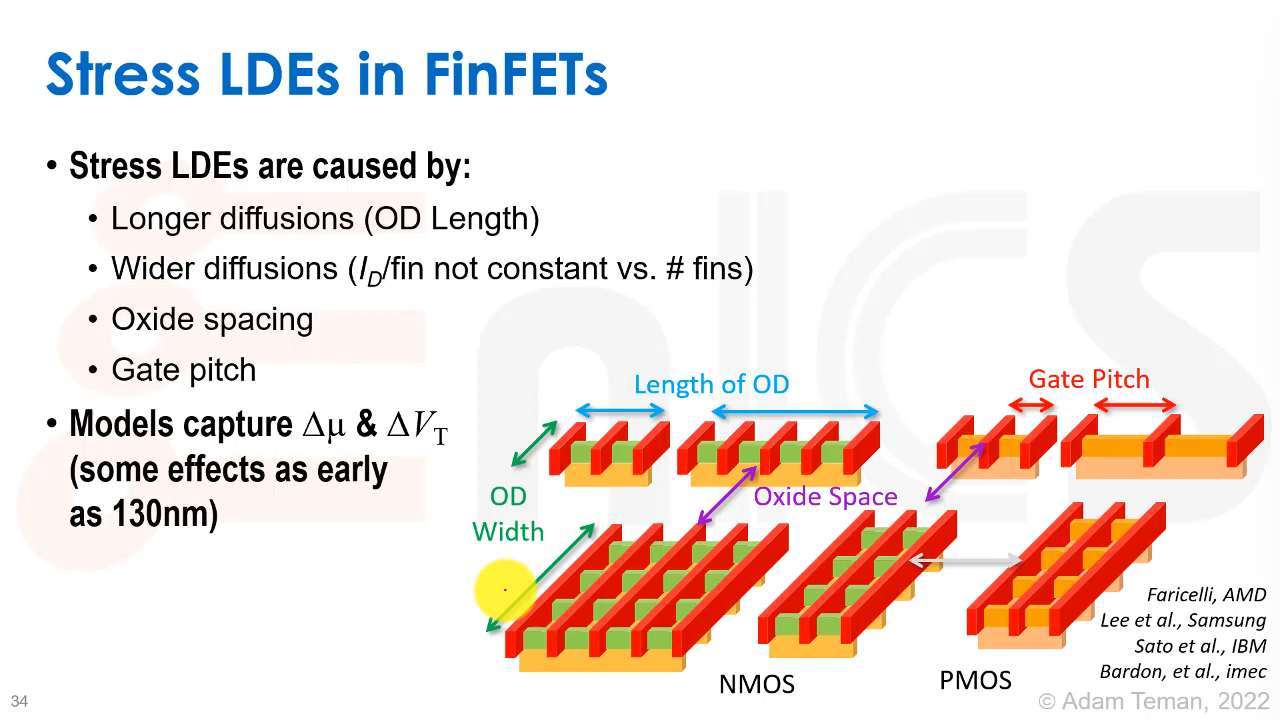 Stress LDEs in FinFETs
• Stress LDEs are caused by:
• Longer diffusions (OD Length)
• Wider diffusions (I_D/fin not constant vs. # fins)
• Oxide spacing
• Gate pitch
• Models capture Δμ & ΔV_T
(some effects as early
as 130nm)
Length of OD
Gate Pitch
OD
Width
Oxide Space
NMOS
PMOS
Faricelli, AMD
Lee et al., Samsung
Sato et al., IBM
Bardon, et al., imec
34
© Adam Teman, 2022